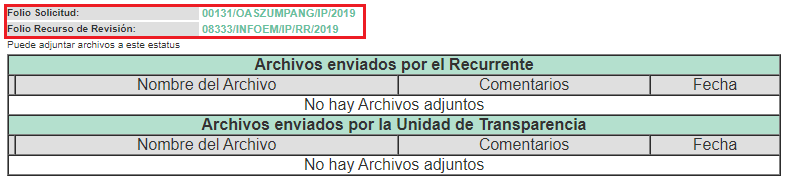 Folio Solicitud: 00131/OASZUMPANG/IP/2019
Folio Recurso de Revisión: 08333/INFOEM/IP/RR/2019
Puede adjuntar archivos a este estatus
Archivos enviados por el Recurrente
Nombre del Archivo Comentarios Fecha
No hay Archivos adjuntos
Archivos enviados por la Unidad de Transparencia
Nombre del Archivo Comentarios Fecha
No hay Archivos adjuntos